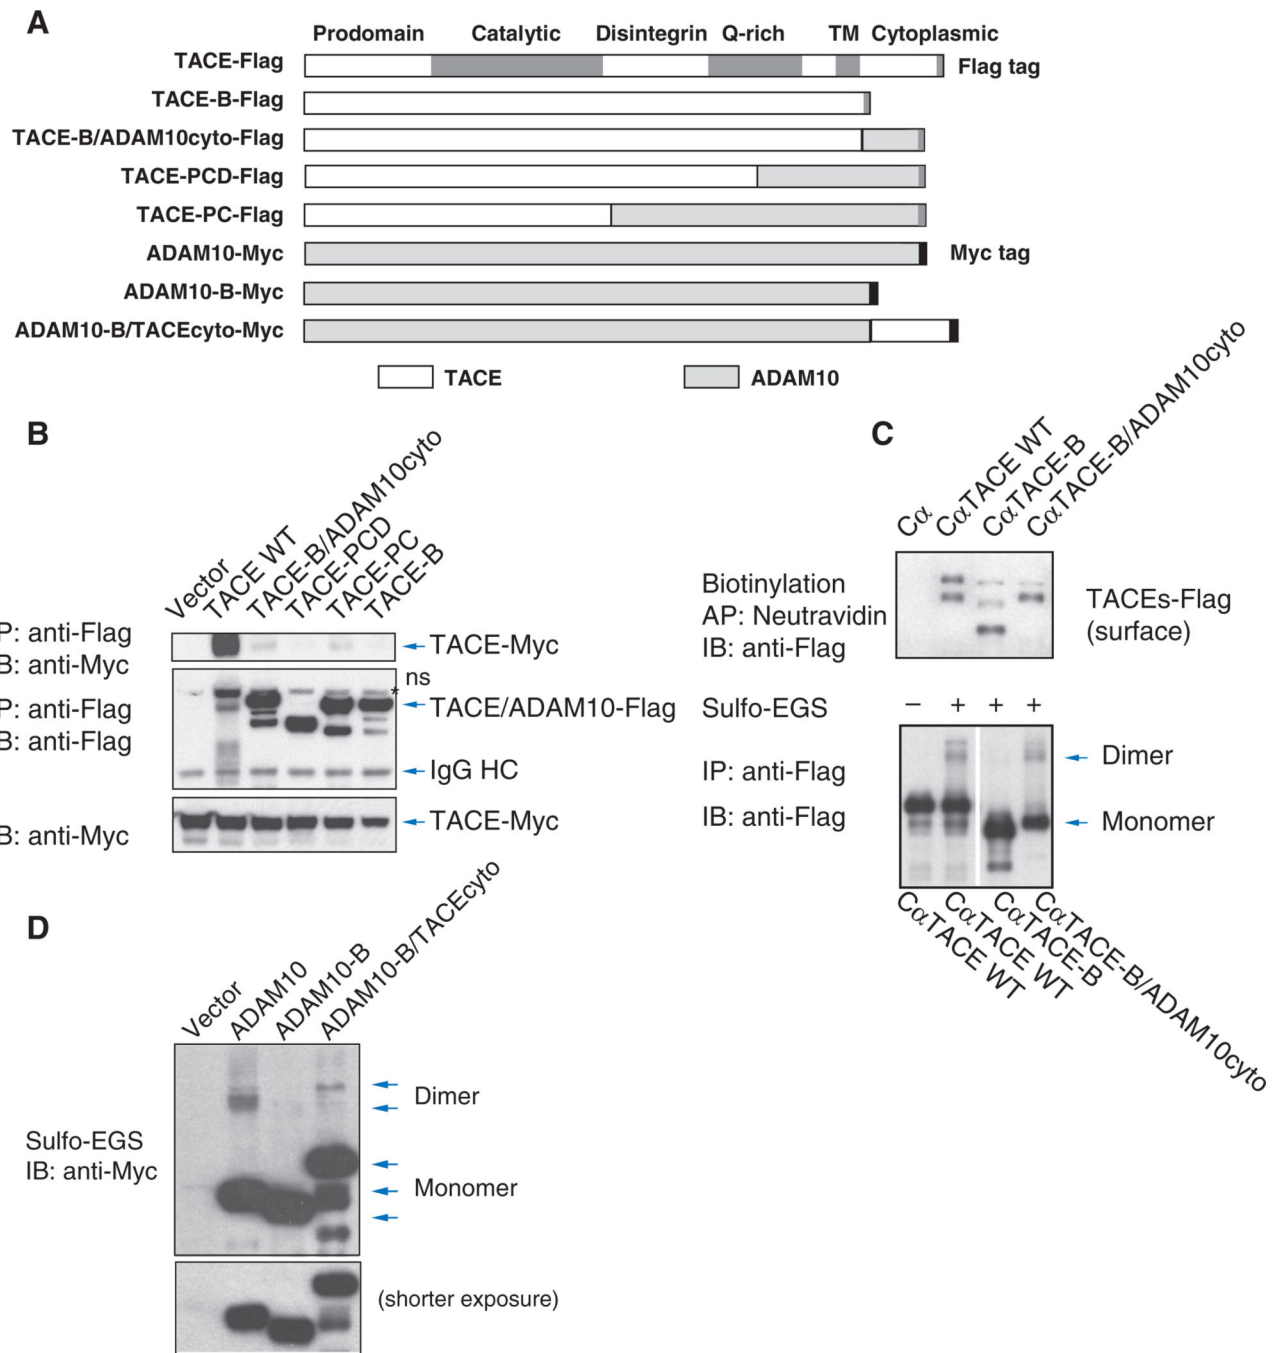 A
Prodomain Catalytic Disintegrin Q-rich TM Cytoplasmic
TACE-Flag
Flag tag
TACE-B-Flag
TACE-B/ADAM10cyto-Flag
TACE-PCD-Flag
TACE-PC-Flag
ADAM10-Myc
Myc tag
ADAM10-B-Myc
ADAM10-B/TACEcyto-Myc
TACE
ADAM10
B
Vector
TACE WT
TACE-B/ADAM10cyto
TACE-PCD
TACE-PC
TACE-B
P: anti-Flag
B: anti-Myc
TACE-Myc
ns
*
P: anti-Flag
B: anti-Flag
TACE/ADAM10-Flag
IgG HC
B: anti-Myc
TACE-Myc
C
Cα
CαTACE WT
CαTACE-B
CαTACE-B/ADAM10cyto
Biotinylation
AP: Neutravidin
IB: anti-Flag
TACEs-Flag
(surface)
Sulfo-EGS − + + +
IP: anti-Flag
IB: anti-Flag
Dimer
Monomer
CαTACE WT
CαTACE WT
CαTACE-B
CαTACE-B/ADAM10cyto
D
Vector
ADAM10
ADAM10-B
ADAM10-B/TACEcyto
Sulfo-EGS
IB: anti-Myc
Dimer
Monomer
(shorter exposure)